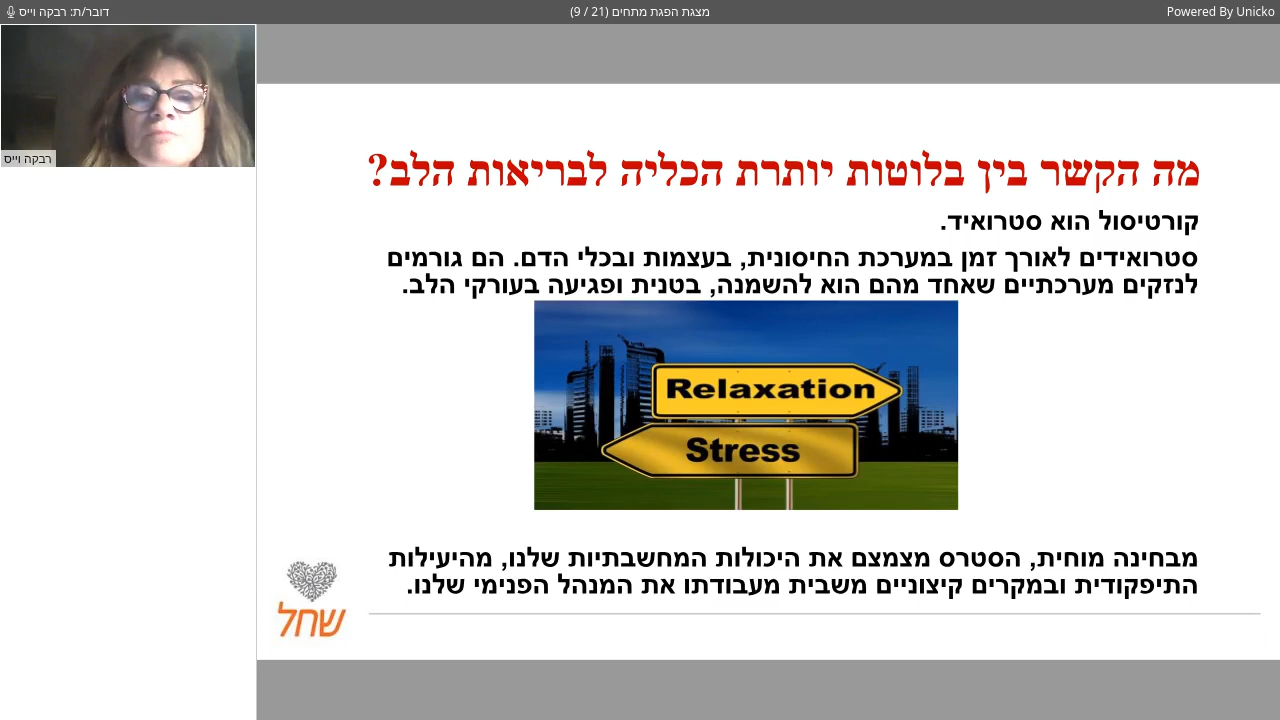 דובר/ת: רבקה וייס
מצגת הפגת מתחים (21 / 9)
Powered By Unicko
רבקה וייס
מה הקשר בין בלוטות יותרת הכליה לבריאות הלב?
קורטיסול הוא סטרואיד.
סטרואידים לאורך זמן במערכת החיסונית, בעצמות ובכלי הדם. הם גורמים
לנזקים מערכתיים שאחד מהם הוא להשמנה, בטנית ופגיעה בעורקי הלב.
Relaxation
Stress
מבחינה מוחית, הסטרס מצמצם את היכולות המחשבתיות שלנו, מהיעילות
התיפקודית ובמקרים קיצוניים משבית מעבודתו את המנהל הפנימי שלנו.
שחל